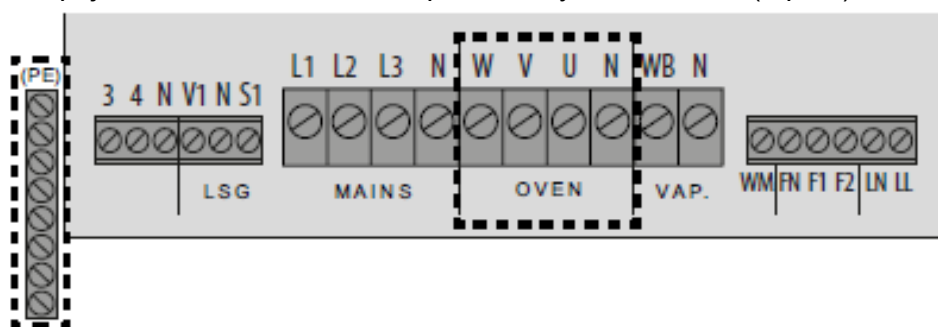 (PE)
3 4 N V1 N S1
L1 L2 L3 N W V U N WB N
LSG
MAINS
OVEN
VAP.
WM FN F1 F2 LN LL